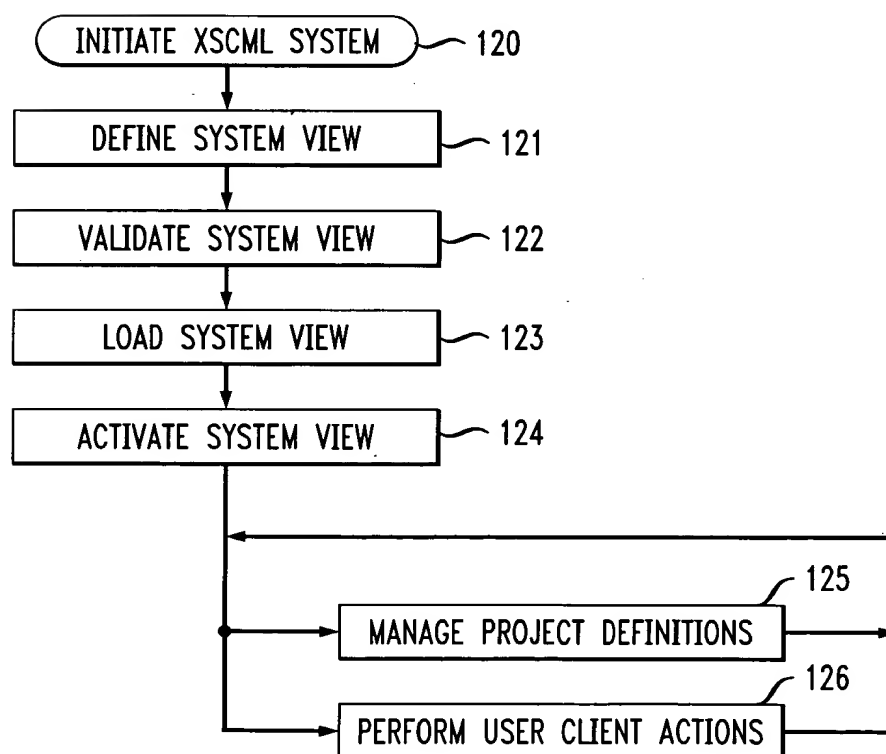 INITIATE XSCML SYSTEM 120
DEFINE SYSTEM VIEW 121
VALIDATE SYSTEM VIEW 122
LOAD SYSTEM VIEW 123
ACTIVATE SYSTEM VIEW 124
125
MANAGE PROJECT DEFINITIONS
126
PERFORM USER CLIENT ACTIONS